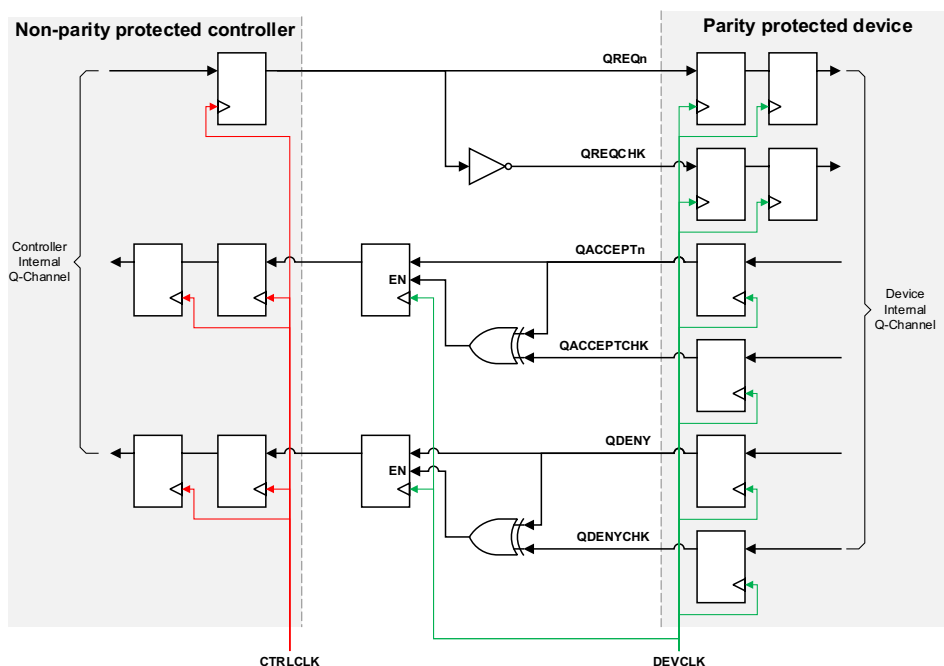 Non-parity protected controller
Parity protected device
QREQn
QREQCHK
Controller
Internal
Q-Channel
QACCEPTn
EN
Device
Internal
Q-Channel
QACCEPTCHK
QDENY
EN
QDENYCHK
CTRLCLK
DEVCLK